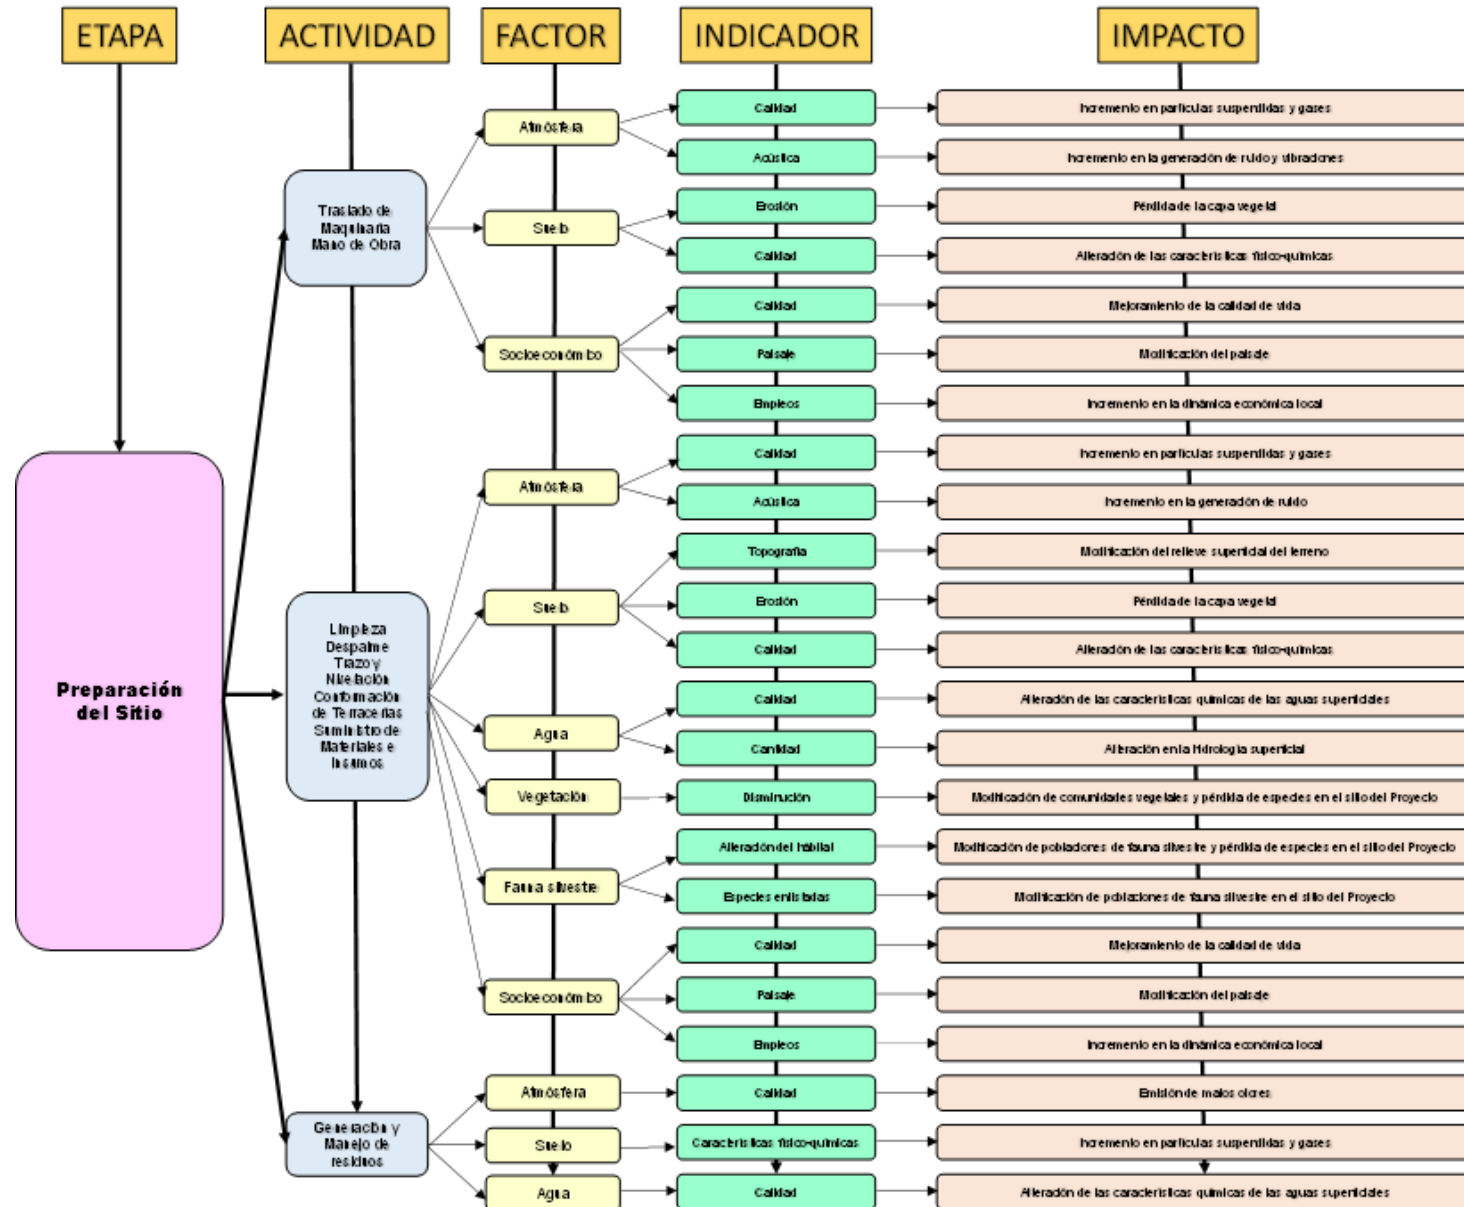 ETAPA
ACTIVIDAD
FACTOR
INDICADOR
IMPACTO
Preparación
del Sitio
Traslado de
Maquinaria
Mano de Obra
Atmósfera
Calidad
Incremento en partículas suspendidas y gases
Acústica
Incremento en la generación de ruido y vibraciones
Suelo
Erosión
Pérdida de la capa vegetal
Calidad
Alteración de las características físico-químicas
Socioeconómico
Calidad
Mejoramiento de la calidad de vida
Paisaje
Modificación del paisaje
Empleos
Incremento en la dinámica económica local
Limpieza
Despalme
Trazo y
Nivelación
Conformación
de Terracerías
Suministro de
Materiales e
Insumos
Atmósfera
Calidad
Incremento en partículas suspendidas y gases
Acústica
Incremento en la generación de ruido
Suelo
Topografía
Modificación del relieve superficial del terreno
Erosión
Pérdida de la capa vegetal
Calidad
Alteración de las características físico-químicas
Agua
Calidad
Alteración de las características químicas de las aguas superficiales
Cantidad
Alteración en la Hidrología superficial
Vegetación
Disminución
Modificación de comunidades vegetales y pérdida de especies en el sitio del Proyecto
Fauna silvestre
Alteración del hábitat
Modificación de poblaciones de fauna silvestre y pérdida de especies en el sitio del Proyecto
Especies enlistadas
Modificación de poblaciones de fauna silvestre en el sitio del Proyecto
Socioeconómico
Calidad
Mejoramiento de la calidad de vida
Paisaje
Modificación del paisaje
Empleos
Incremento en la dinámica económica local
Generación y
Manejo de
residuos
Atmósfera
Calidad
Emisión de malos olores
Suelo
Características físico-químicas
Incremento en partículas suspendidas y gases
Agua
Calidad
Alteración de las características químicas de las aguas superficiales